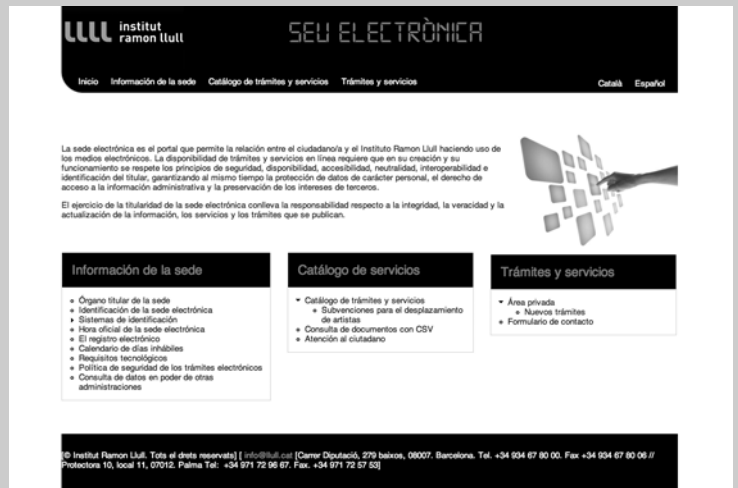 institut
ramon llull
SEU ELECTRÒNICA
Inicio Información de la sede Catálogo de trámites y servicios Trámites y servicios Català Español
La sede electrónica es el portal que permite la relación entre el ciudadano/a y el Instituto Ramon Llull haciendo uso de
los medios electrónicos. La disponibilidad de trámites y servicios en línea requiere que en su creación y su
funcionamiento se respete los principios de seguridad, disponibilidad, accesibilidad, neutralidad, interoperabilidad e
identificación del titular, garantizando al mismo tiempo la protección de datos de carácter personal, el derecho de
acceso a la información administrativa y la preservación de los intereses de terceros.
El ejercicio de la titularidad de la sede electrónica conlleva la responsabilidad respecto a la integridad, la veracidad y la
actualización de la información, los servicios y los trámites que se publican.
Información de la sede
Órgano titular de la sede
Identificación de la sede electrónica
Sistemas de identificación
Hora oficial de la sede electrónica
El registro electrónico
Calendario de días inhábiles
Requisitos tecnológicos
Política de seguridad de los trámites electrónicos
Consulta de datos en poder de otras
administraciones
Catálogo de servicios
Catálogo de trámites y servicios
Subvenciones para el desplazamiento
de artistas
Consulta de documentos con CSV
Atención al ciutadano
Trámites y servicios
Área privada
Nuevos trámites
Formulario de contacto
[© Institut Ramon Llull. Tots el drets reservats] [ info@llull.cat [Carrer Diputació, 279 baixos, 08007. Barcelona. Tel. +34 934 67 80 00. Fax +34 934 67 80 06 //
Protectora 10, local 11, 07012. Palma Tel: +34 971 72 96 67. Fax. +34 971 72 57 53]